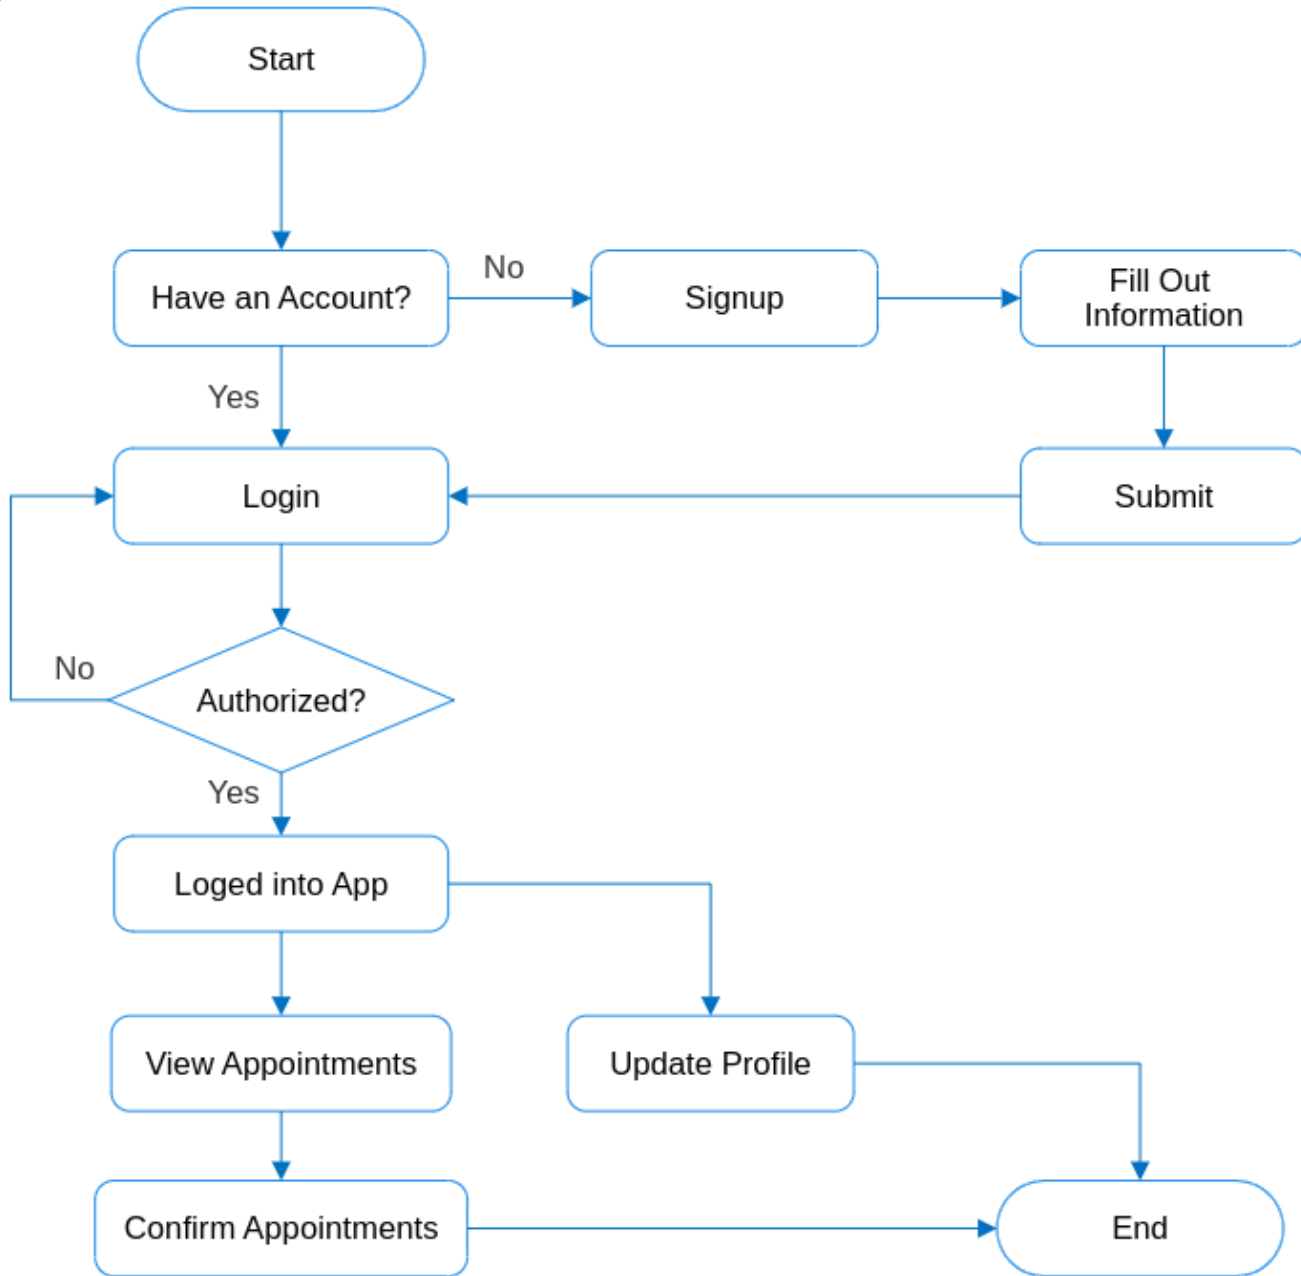 Start
Have an Account?
No
Signup
Fill Out
Information
Yes
Login
Submit
No
Authorized?
Yes
Loged into App
View Appointments
Update Profile
Confirm Appointments
End